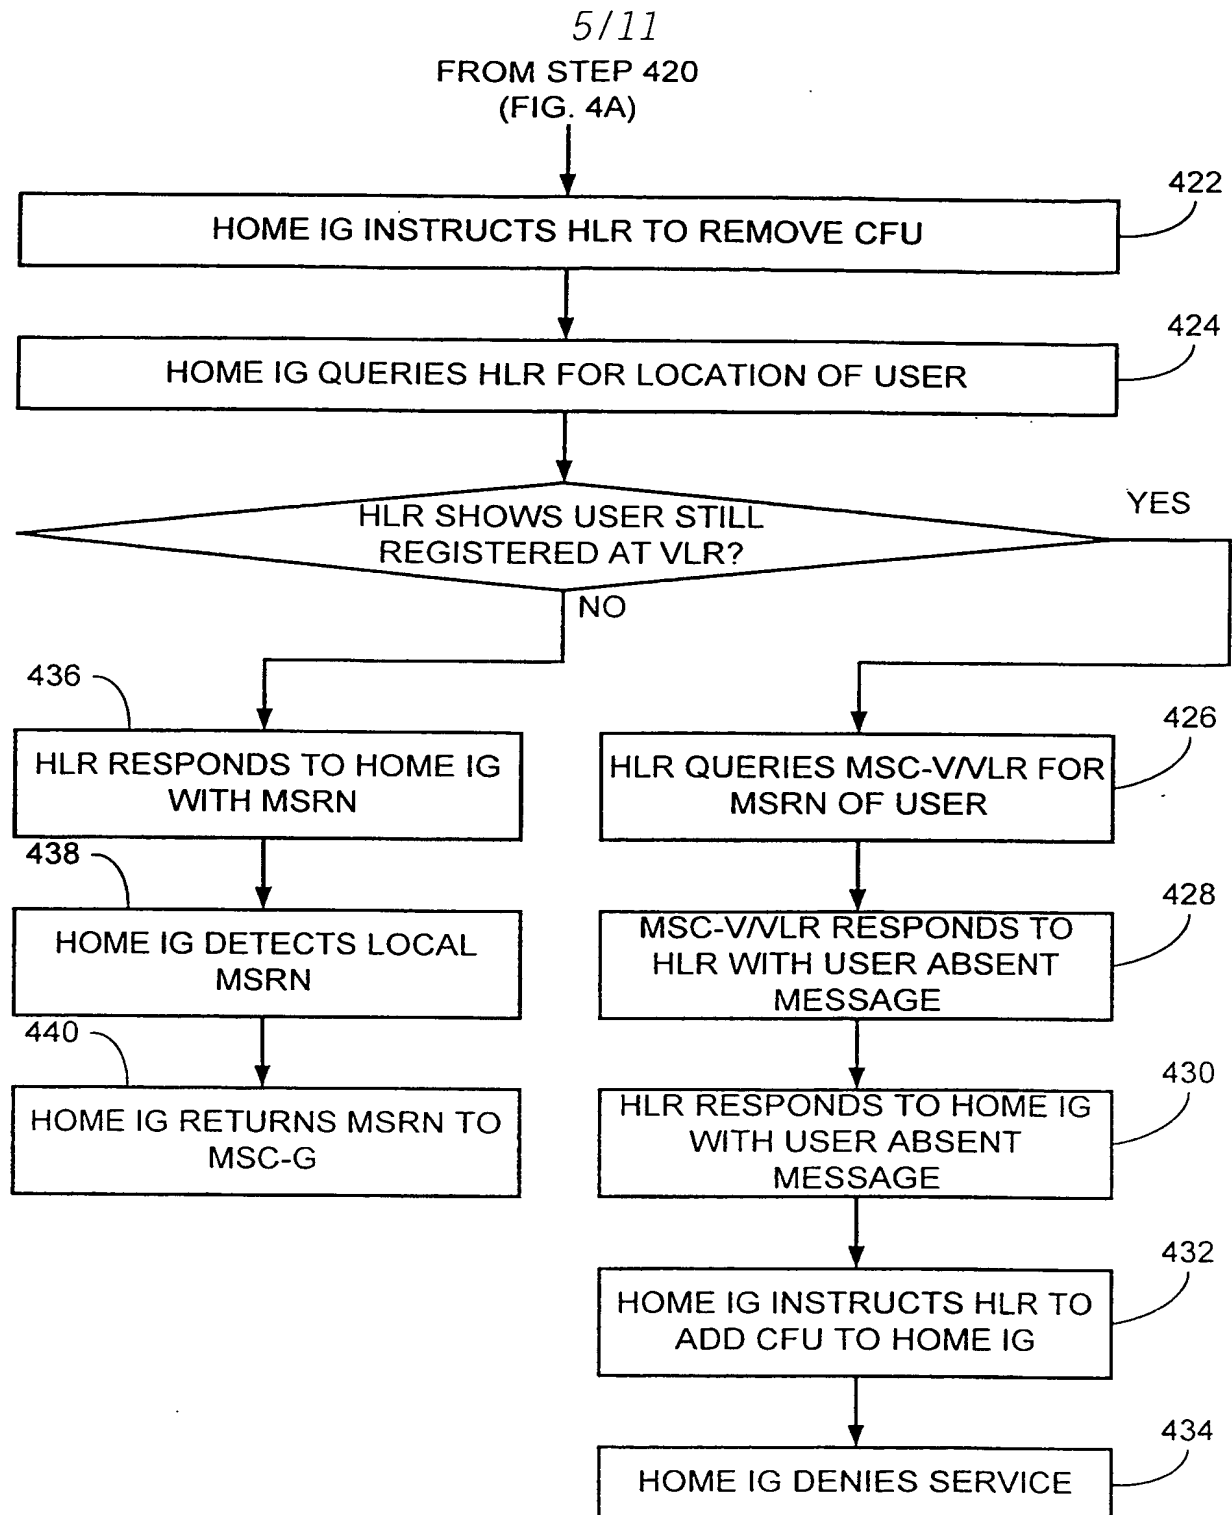 5/11
FROM STEP 420
(FIG. 4A)
422
HOME IG INSTRUCTS HLR TO REMOVE CFU
424
HOME IG QUERIES HLR FOR LOCATION OF USER
HLR SHOWS USER STILL
REGISTERED AT VLR?
YES
NO
436
HLR RESPONDS TO HOME IG
WITH MSRN
438
HOME IG DETECTS LOCAL
MSRN
440
HOME IG RETURNS MSRN TO
MSC-G
426
HLR QUERIES MSC-V/VLR FOR
MSRN OF USER
428
MSC-V/VLR RESPONDS TO
HLR WITH USER ABSENT
MESSAGE
430
HLR RESPONDS TO HOME IG
WITH USER ABSENT
MESSAGE
432
HOME IG INSTRUCTS HLR TO
ADD CFU TO HOME IG
434
HOME IG DENIES SERVICE